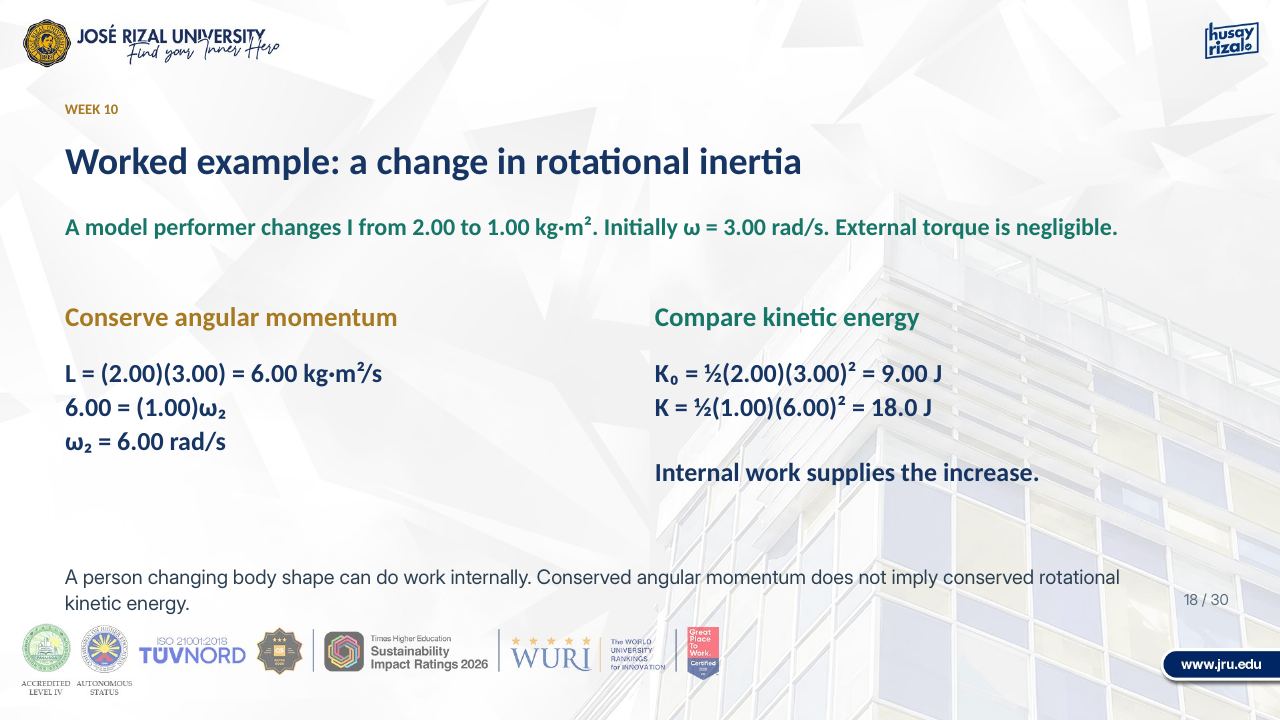 JOSÉ RIZAL UNIVERSITY
Find your Inner Hero
husay
rizal
WEEK 10
Worked example: a change in rotational inertia
A model performer changes I from 2.00 to 1.00 kg·m². Initially ω = 3.00 rad/s. External torque is negligible.
Conserve angular momentum
L = (2.00)(3.00) = 6.00 kg·m²/s
6.00 = (1.00)ω₂
ω₂ = 6.00 rad/s
Compare kinetic energy
K₀ = ½(2.00)(3.00)² = 9.00 J
K = ½(1.00)(6.00)² = 18.0 J
Internal work supplies the increase.
A person changing body shape can do work internally. Conserved angular momentum does not imply conserved rotational
kinetic energy.
18 / 30
ACCREDITED
LEVEL IV
AUTONOMOUS
STATUS
ISO 21001:2018
TÜVNORD
Times Higher Education
Sustainability
Impact Ratings 2026
WURI
The WORLD
UNIVERSITY
RANKINGS
for INNOVATION
Great
Place
To
Work.
Certified
www.jru.edu